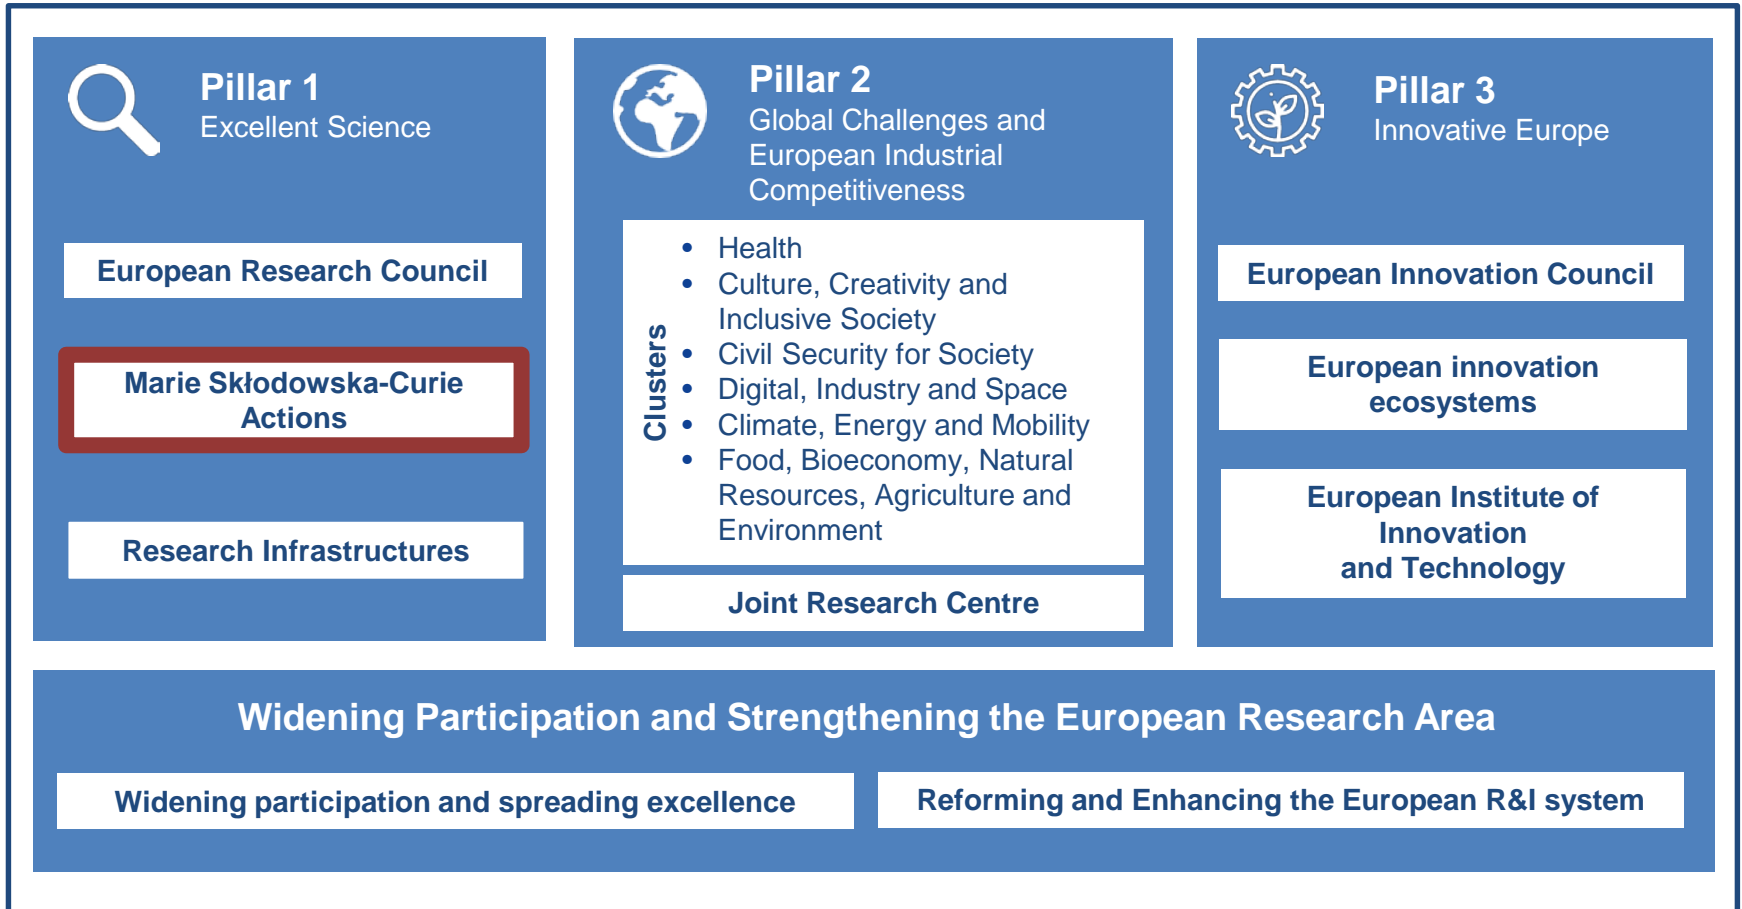 Pillar 1
Excellent Science
European Research Council
Marie Skłodowska-Curie
Actions
Research Infrastructures
Pillar 2
Global Challenges and
European Industrial
Competitiveness
Clusters
• Health
• Culture, Creativity and
Inclusive Society
• Civil Security for Society
• Digital, Industry and Space
• Climate, Energy and Mobility
• Food, Bioeconomy, Natural
Resources, Agriculture and
Environment
Joint Research Centre
Pillar 3
Innovative Europe
European Innovation Council
European innovation
ecosystems
European Institute of
Innovation
and Technology
Widening Participation and Strengthening the European Research Area
Widening participation and spreading excellence
Reforming and Enhancing the European R&I system